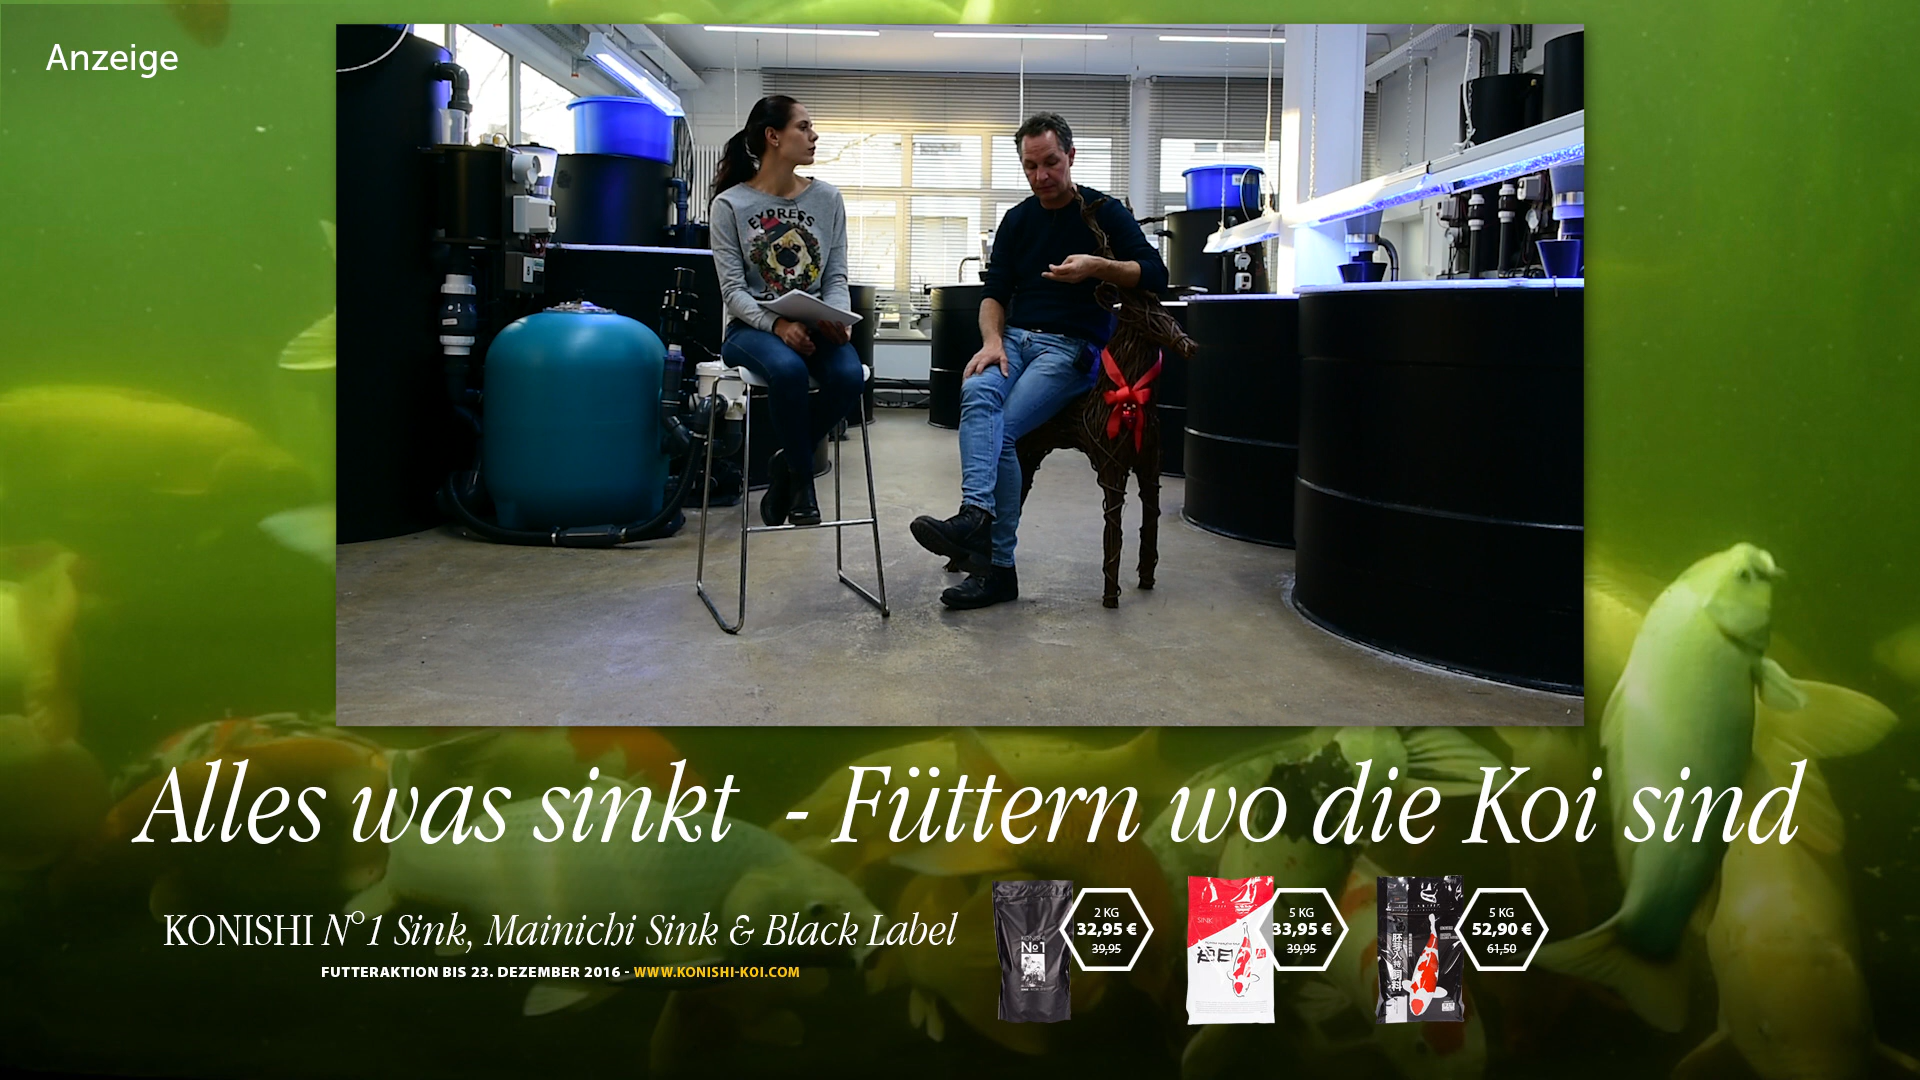 Anzeige
EXPRESS
Alles was sinkt - Füttern wo die Koi sind
KONISHI N°1 Sink, Mainichi Sink & Black Label
FUTTERAKTION BIS 23. DEZEMBER 2016 - WWW.KONISHI-KOI.COM
No1
2 KG
32,95 €
39,95
5 KG
33,95 €
39,95
5 KG
52,90 €
61,50